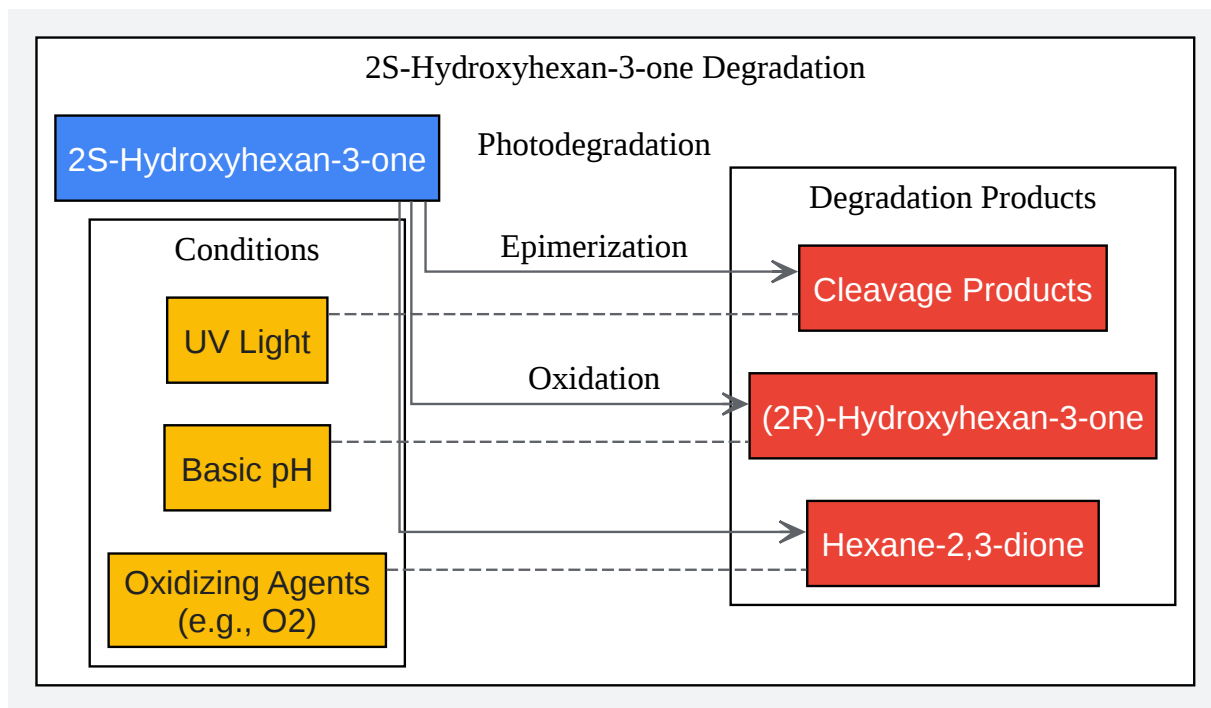 2S-Hydroxyhexan-3-one Degradation
2S-Hydroxyhexan-3-one
Photodegradation
Degradation Products
Conditions
Epimerization
Cleavage Products
UV Light
Oxidation
(2R)-Hydroxyhexan-3-one
Basic pH
Hexane-2,3-dione
Oxidizing Agents
(e.g., O2)